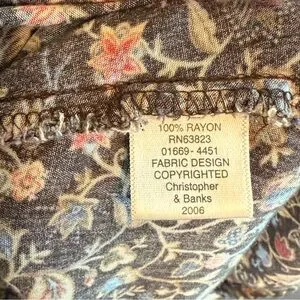 100% RAYON
RN63823
01669-4451
FABRIC DESIGN
COPYRIGHTED
Christopher
& Banks
2006